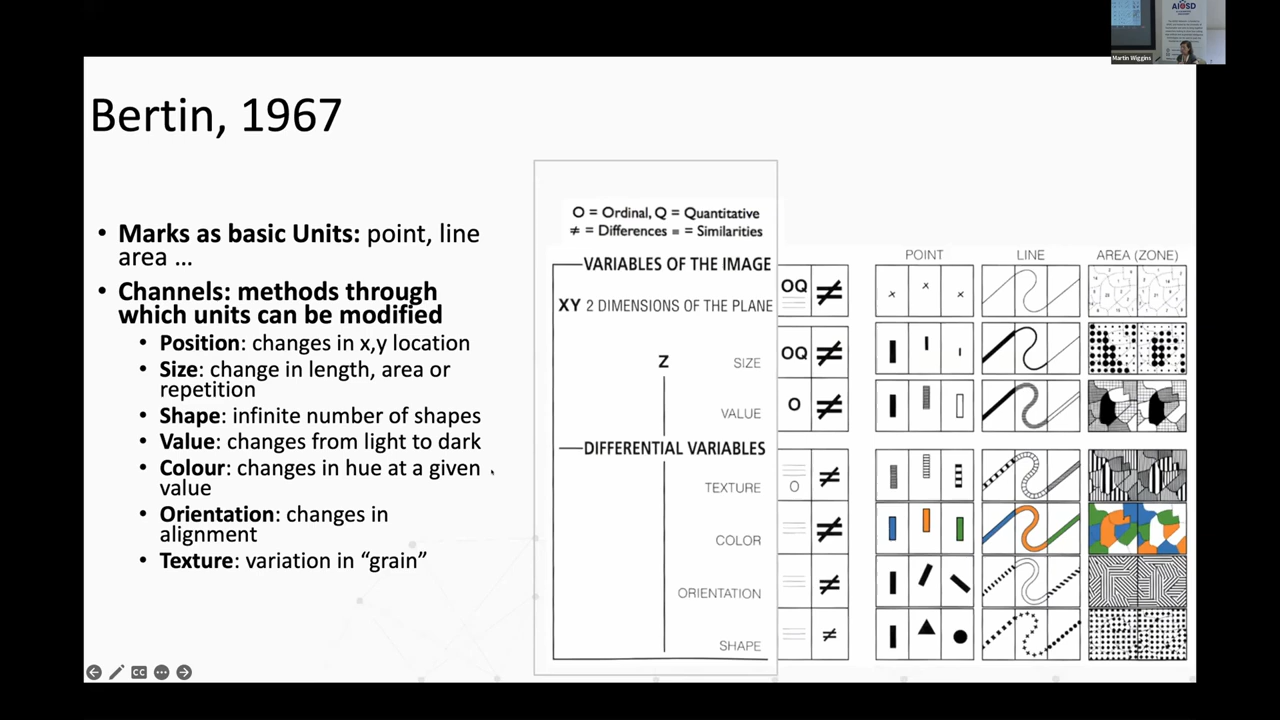 AIOSD
Martin Wiggins
Bertin, 1967
• Marks as basic Units: point, line
area ...
• Channels: methods through
which units can be modified
• Position: changes in x,y location
• Size: change in length, area or
repetition
• Shape: infinite number of shapes
• Value: changes from light to dark
• Colour: changes in hue at a given
value
• Orientation: changes in
alignment
• Texture: variation in “grain”
O = Ordinal, Q = Quantitative
≠ = Differences = = Similarities
VARIABLES OF THE IMAGE
XY 2 DIMENSIONS OF THE PLANE
Z
SIZE
VALUE
DIFFERENTIAL VARIABLES
TEXTURE
COLOR
ORIENTATION
SHAPE
OQ ≠
OQ ≠
O ≠
O ≠
≠
≠
≠
POINT LINE AREA (ZONE)
CC